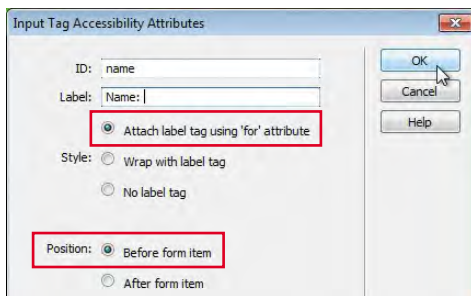 Input Tag Accessibility Attributes
ID: name
Label: Name:
Attach label tag using 'for' attribute
Style: Wrap with label tag
No label tag
Position: Before form item
After form item
OK
Cancel
Help